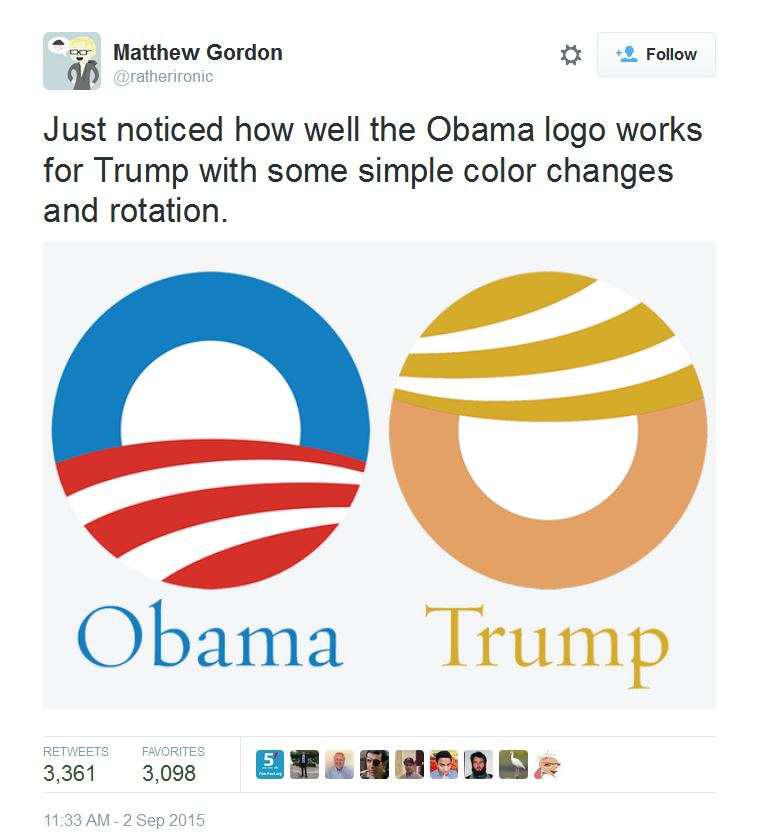 Matthew Gordon
@ratherironic
Follow
Just noticed how well the Obama logo works
for Trump with some simple color changes
and rotation.
Obama Trump
RETWEETS FAVORITES
3,361 3,098
5
11:33 AM - 2 Sep 2015